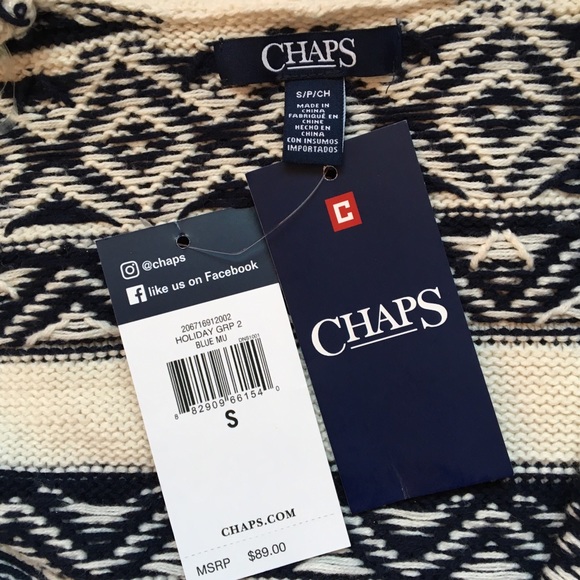 CHAPS
S/P/CH
MADE IN
CHINA
FABRIQUÉ EN
CHINE
HECHO EN
CHINA
CON INSUMOS
IMPORTADOS
@chaps
f like us on Facebook
206716912002
HOLIDAY GRP 2
BLUE MU
ONS1201
8 82909 66154 0
S
CHAPS.COM
MSRP $89.00
C
CHAPS